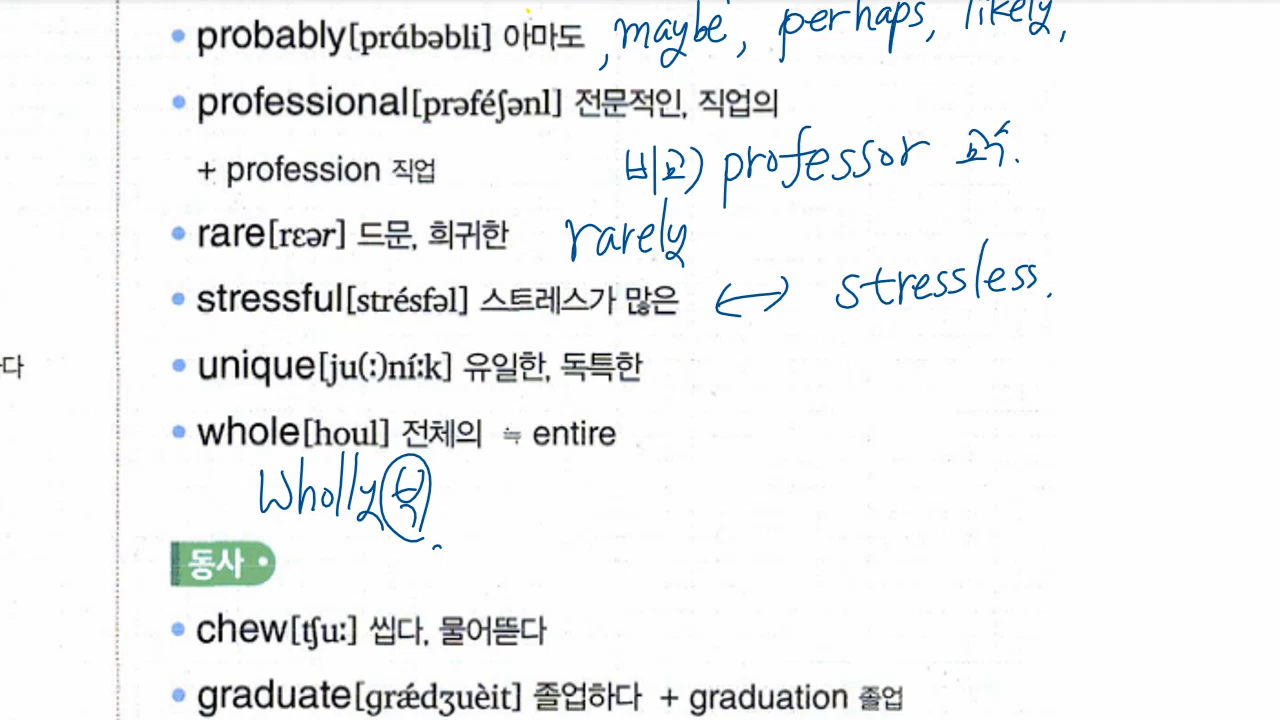 probably[prábəbli] 아마도 , maybe, perhaps, likely,
professional[prəféʃənl] 전문적인, 직업의
+ profession 직업 비교) professor 교수.
rare[rɛər] 드문, 희귀한 rarely
stressful[strésfəl] 스트레스가 많은 ↔ stressless.
unique[ju(ː)níːk] 유일한, 독특한
다
whole[houl] 전체의 ≒ entire
Wholly (부).
동사
chew[tʃuː] 씹다, 물어뜯다
graduate[grǽdʒuèit] 졸업하다 + graduation 졸업